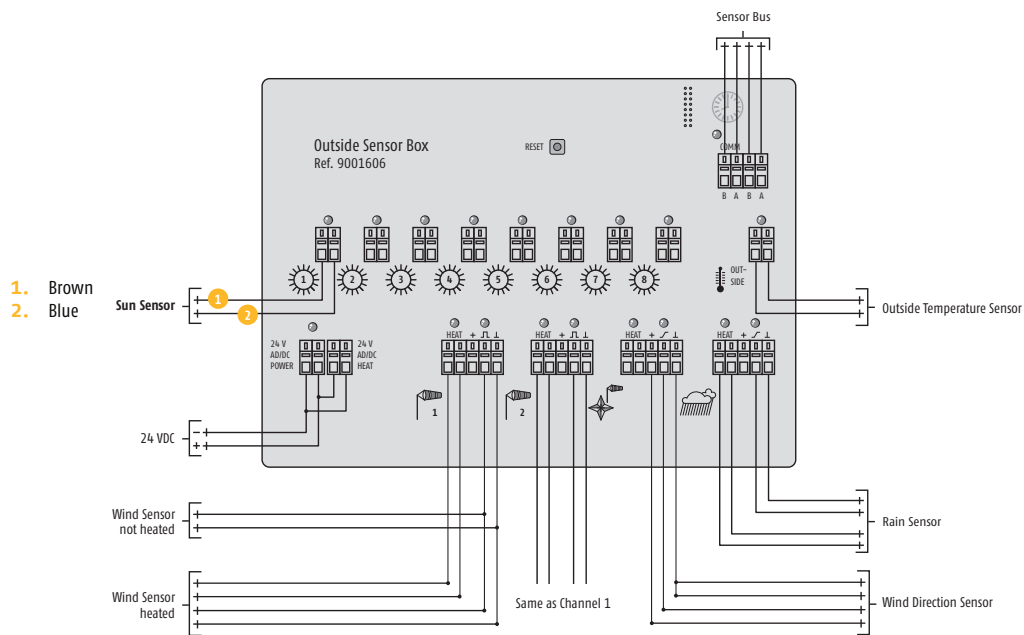 Sensor Bus
Outside Sensor Box
Ref. 9001606
RESET
COMM
B A B A
1 2 3 4 5 6 7 8
OUT-
SIDE
1. Brown
2. Blue
Sun Sensor
1
2
Outside Temperature Sensor
24 V
AD/DC
POWER
24 V
AD/DC
HEAT
HEAT +
HEAT +
HEAT +
HEAT +
1
2
24 VDC
− 
+
Wind Sensor
not heated
Rain Sensor
Wind Sensor
heated
Same as Channel 1
Wind Direction Sensor